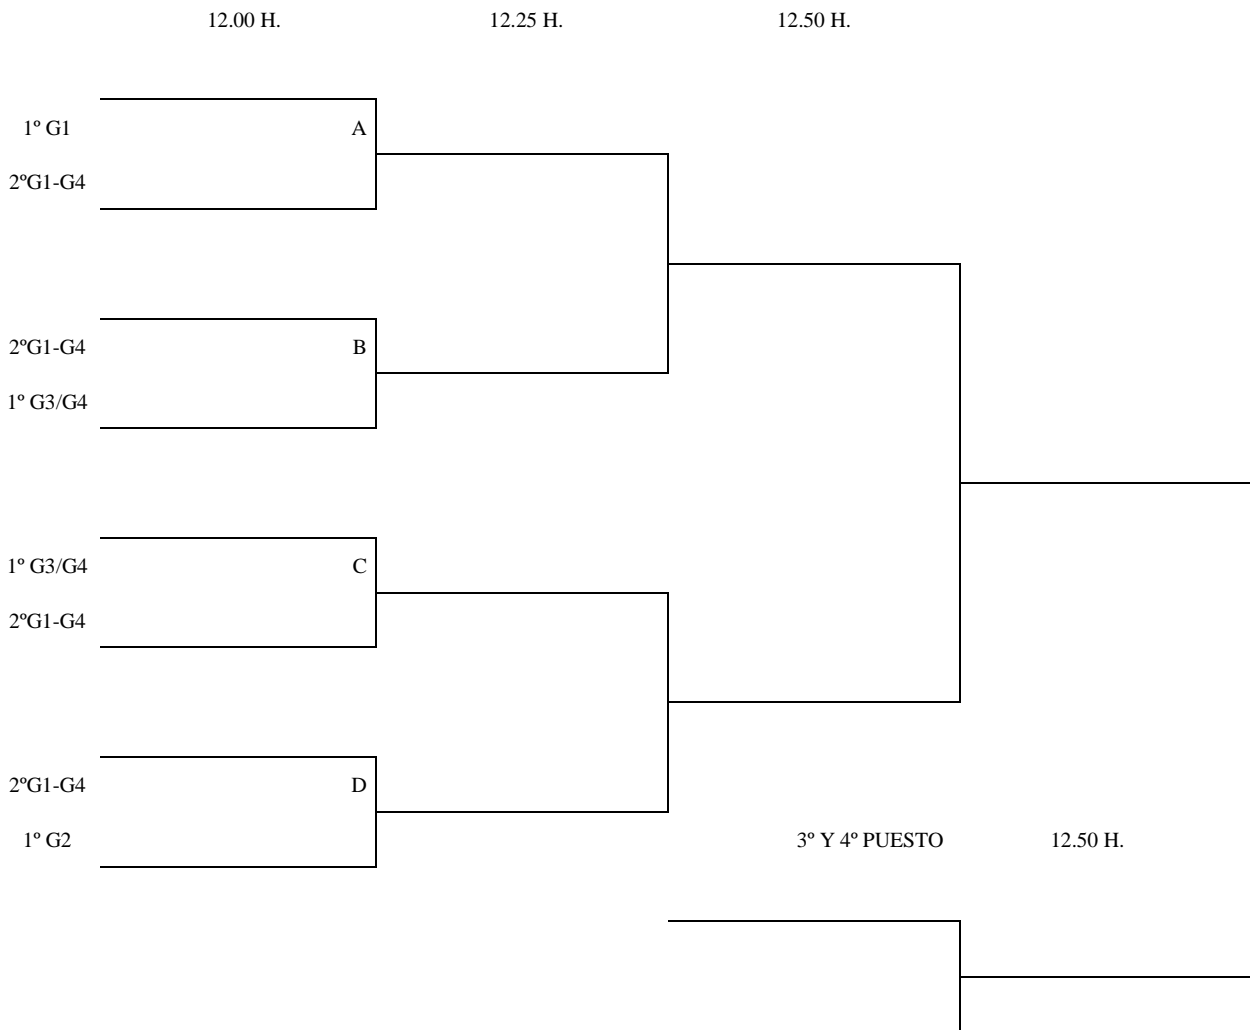 12.00 H. 12.25 H. 12.50 H.
1º G1 A
2ºG1-G4
2ºG1-G4 B
1º G3/G4
1º G3/G4 C
2ºG1-G4
2ºG1-G4 D
1º G2 3º Y 4º PUESTO 12.50 H.